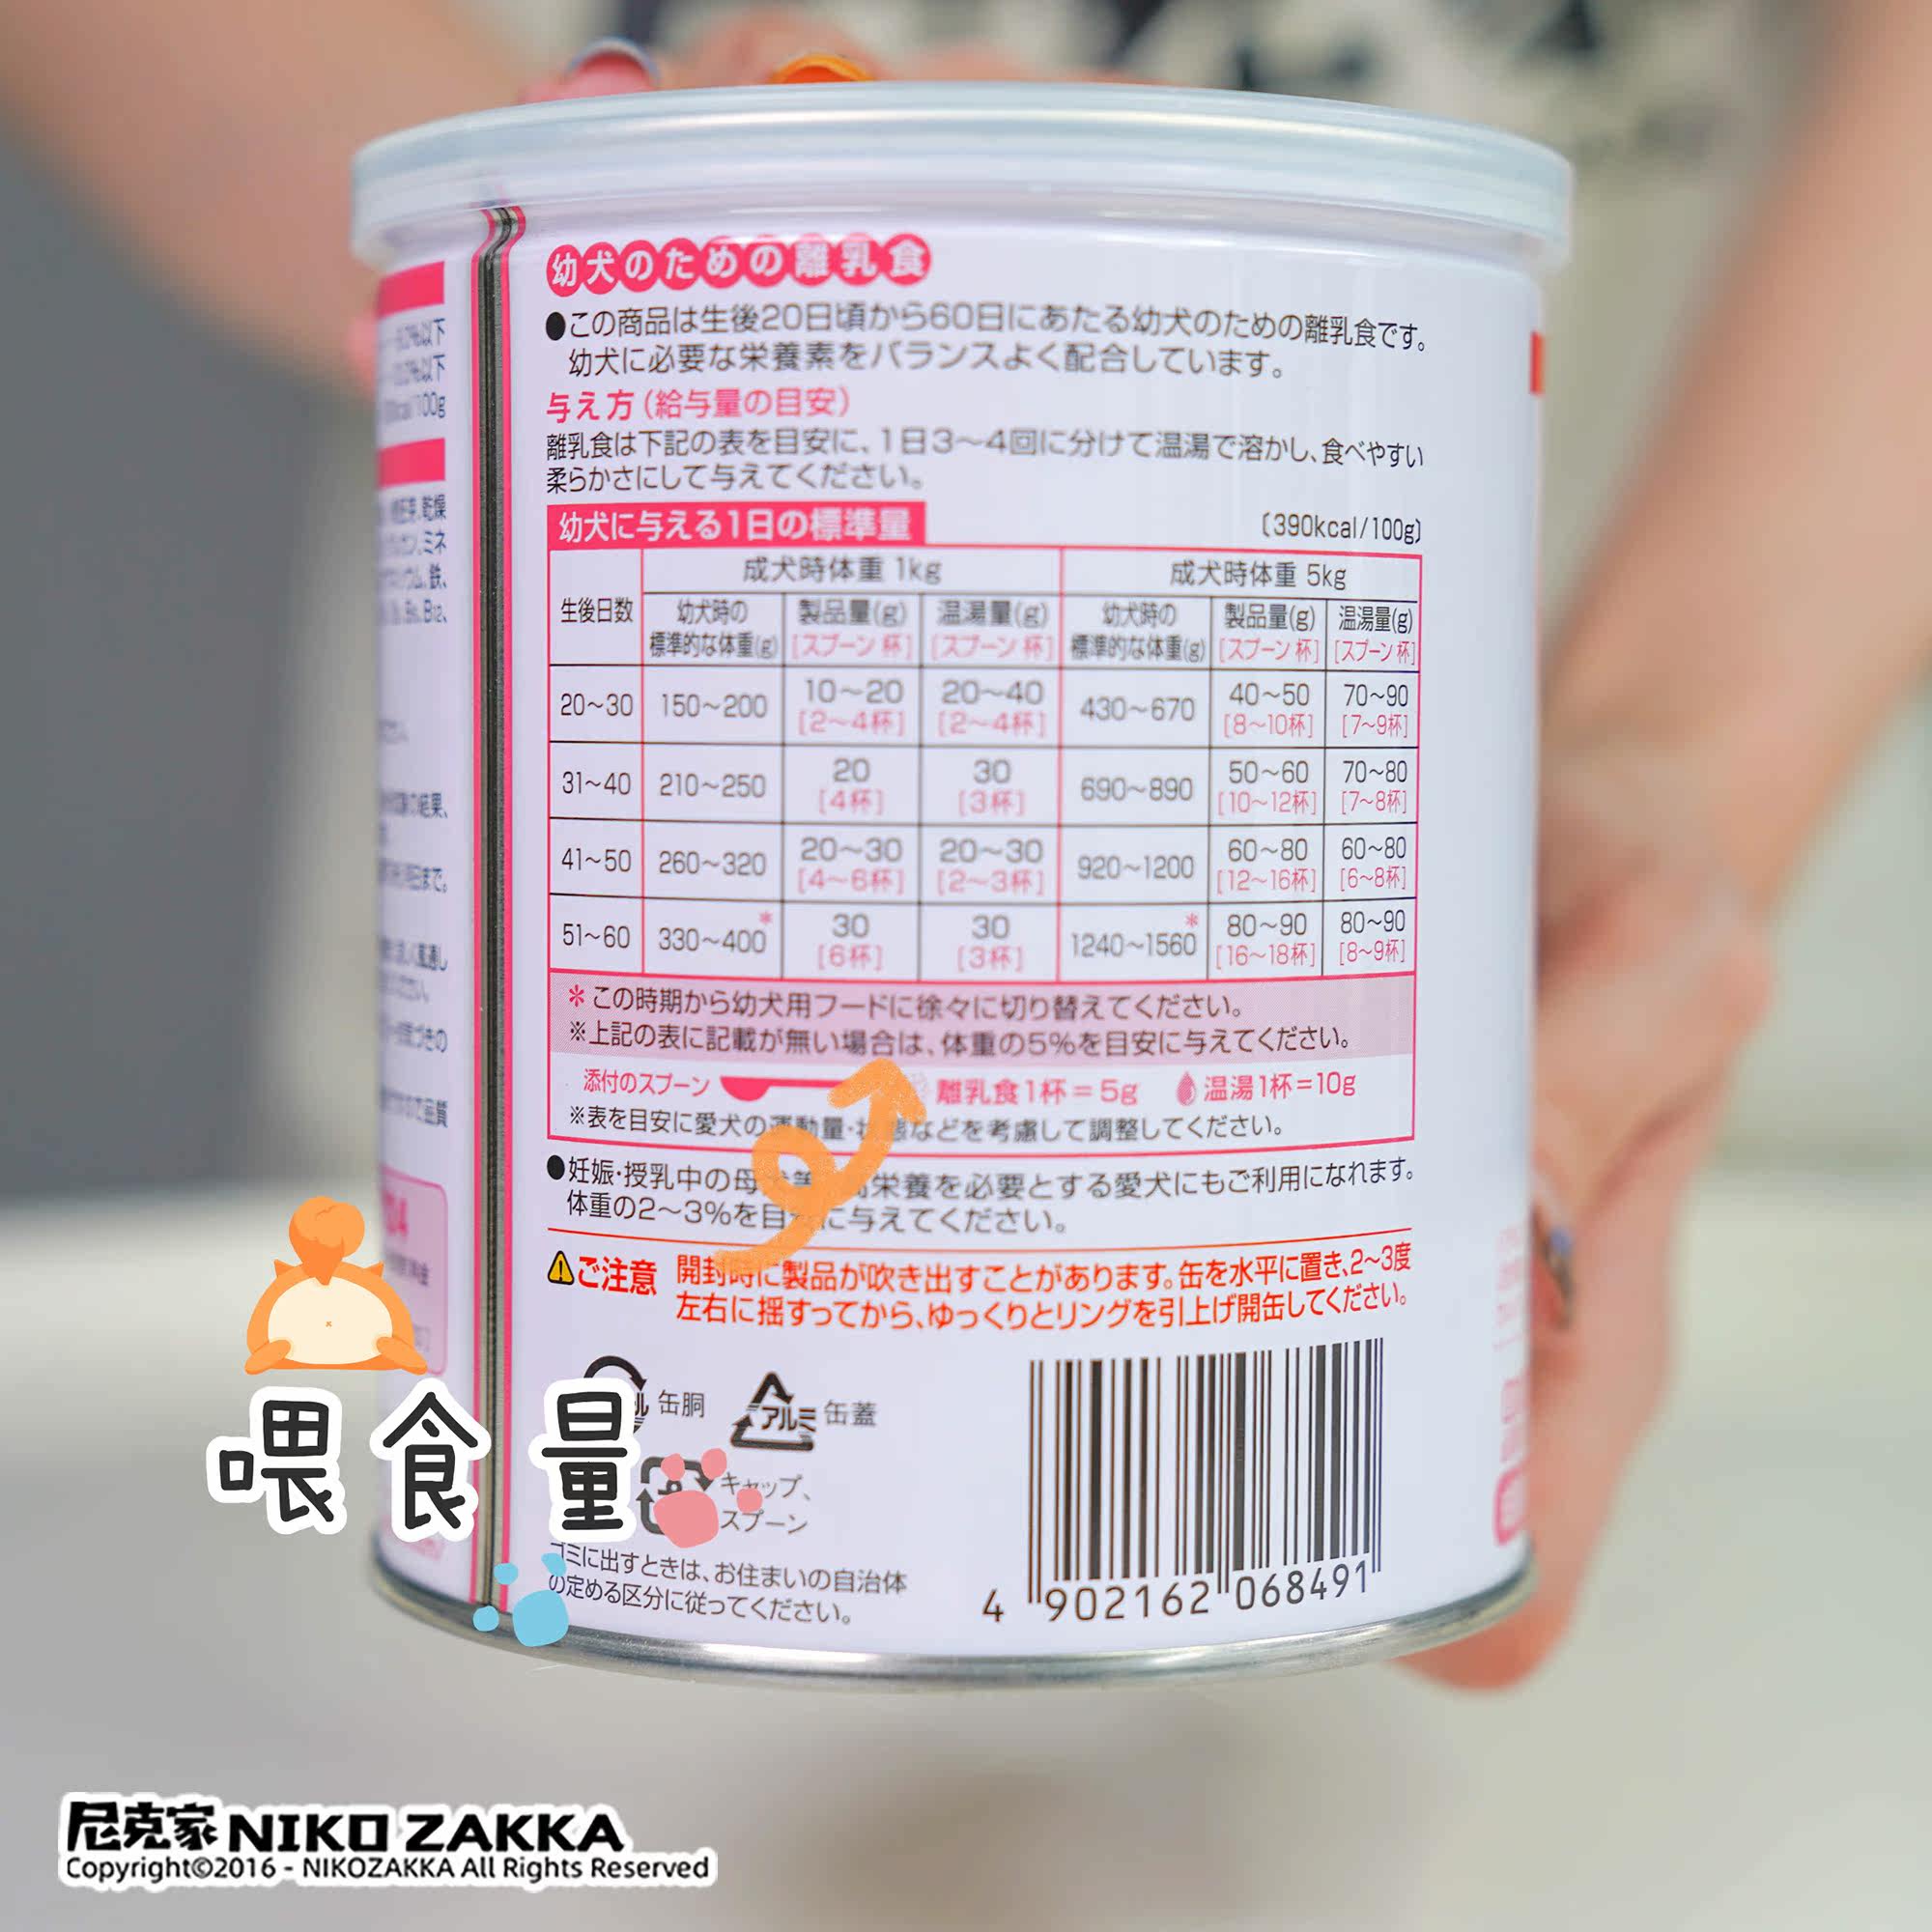 幼犬のための離乳食
●この商品は生後20日頃から60日にあたる幼犬のための離乳食です。
幼犬に必要な栄養素をバランスよく配合しています。
与え方(給与量の目安)
離乳食は下記の表を目安に、1日3〜4回に分けて温湯で溶かし、食べやすい
柔らかさにして与えてください。
幼犬に与える1日の標準量 〔390kcal/100g〕
生後日数 成犬時体重 1kg 成犬時体重 5kg
幼犬時の 製品量(g) 温湯量(g) 幼犬時の 製品量(g) 温湯量(g)
標準的な体重(g) [スプーン 杯] [スプーン 杯] 標準的な体重(g) [スプーン 杯] [スプーン 杯]
20〜30 150〜200 10〜20 20〜40 430〜670 40〜50 70〜90
[2〜4杯] [2〜4杯] [8〜10杯] [7〜9杯]
31〜40 210〜250 20 30 690〜890 50〜60 70〜80
[4杯] [3杯] [10〜12杯] [7〜8杯]
41〜50 260〜320 20〜30 20〜30 920〜1200 60〜80 60〜80
[4〜6杯] [2〜3杯] [12〜16杯] [6〜8杯]
51〜60 330〜400* 30 30 1240〜1560* 80〜90 80〜90
[6杯] [3杯] [16〜18杯] [8〜9杯]
*この時期から幼犬用フードに徐々に切り替えてください。
※上記の表に記載が無い場合は、体重の5%を目安に与えてください。
添付のスプーン 離乳食1杯=5g 温湯1杯=10g
※表を目安に愛犬の運動量・状態などを考慮して調整してください。
●妊娠・授乳中の母犬等 栄養を必要とする愛犬にもご利用になれます。
体重の2〜3%を目安に与えてください。
⚠ご注意 開封時に製品が吹き出すことがあります。缶を水平に置き、2〜3度
左右に揺すってから、ゆっくりとリングを引上げ開缶してください。
缶胴 アルミ 缶蓋
キャップ、
スプーン
ゴミに出すときは、お住まいの自治体
の定める区分に従ってください。
4 902162 068491
喂食量
尼克家 NIKO ZAKKA
Copyright©2016 - NIKOZAKKA All Rights Reserved